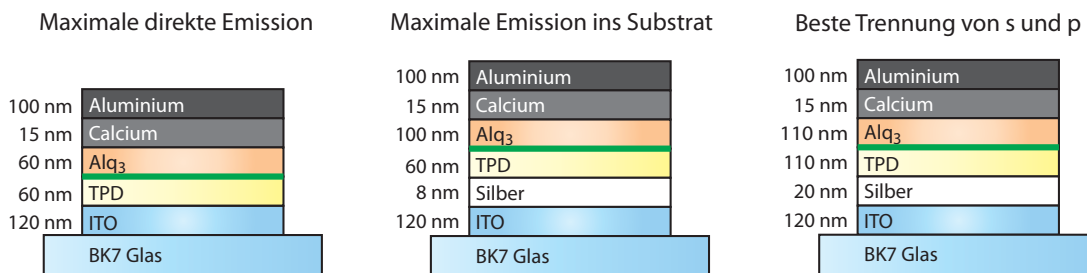 Maximale direkte Emission
100 nm Aluminium
15 nm Calcium
60 nm Alq3
60 nm TPD
120 nm ITO
BK7 Glas
Maximale Emission ins Substrat
100 nm Aluminium
15 nm Calcium
100 nm Alq3
60 nm TPD
8 nm Silber
120 nm ITO
BK7 Glas
Beste Trennung von s und p
100 nm Aluminium
15 nm Calcium
110 nm Alq3
110 nm TPD
20 nm Silber
120 nm ITO
BK7 Glas